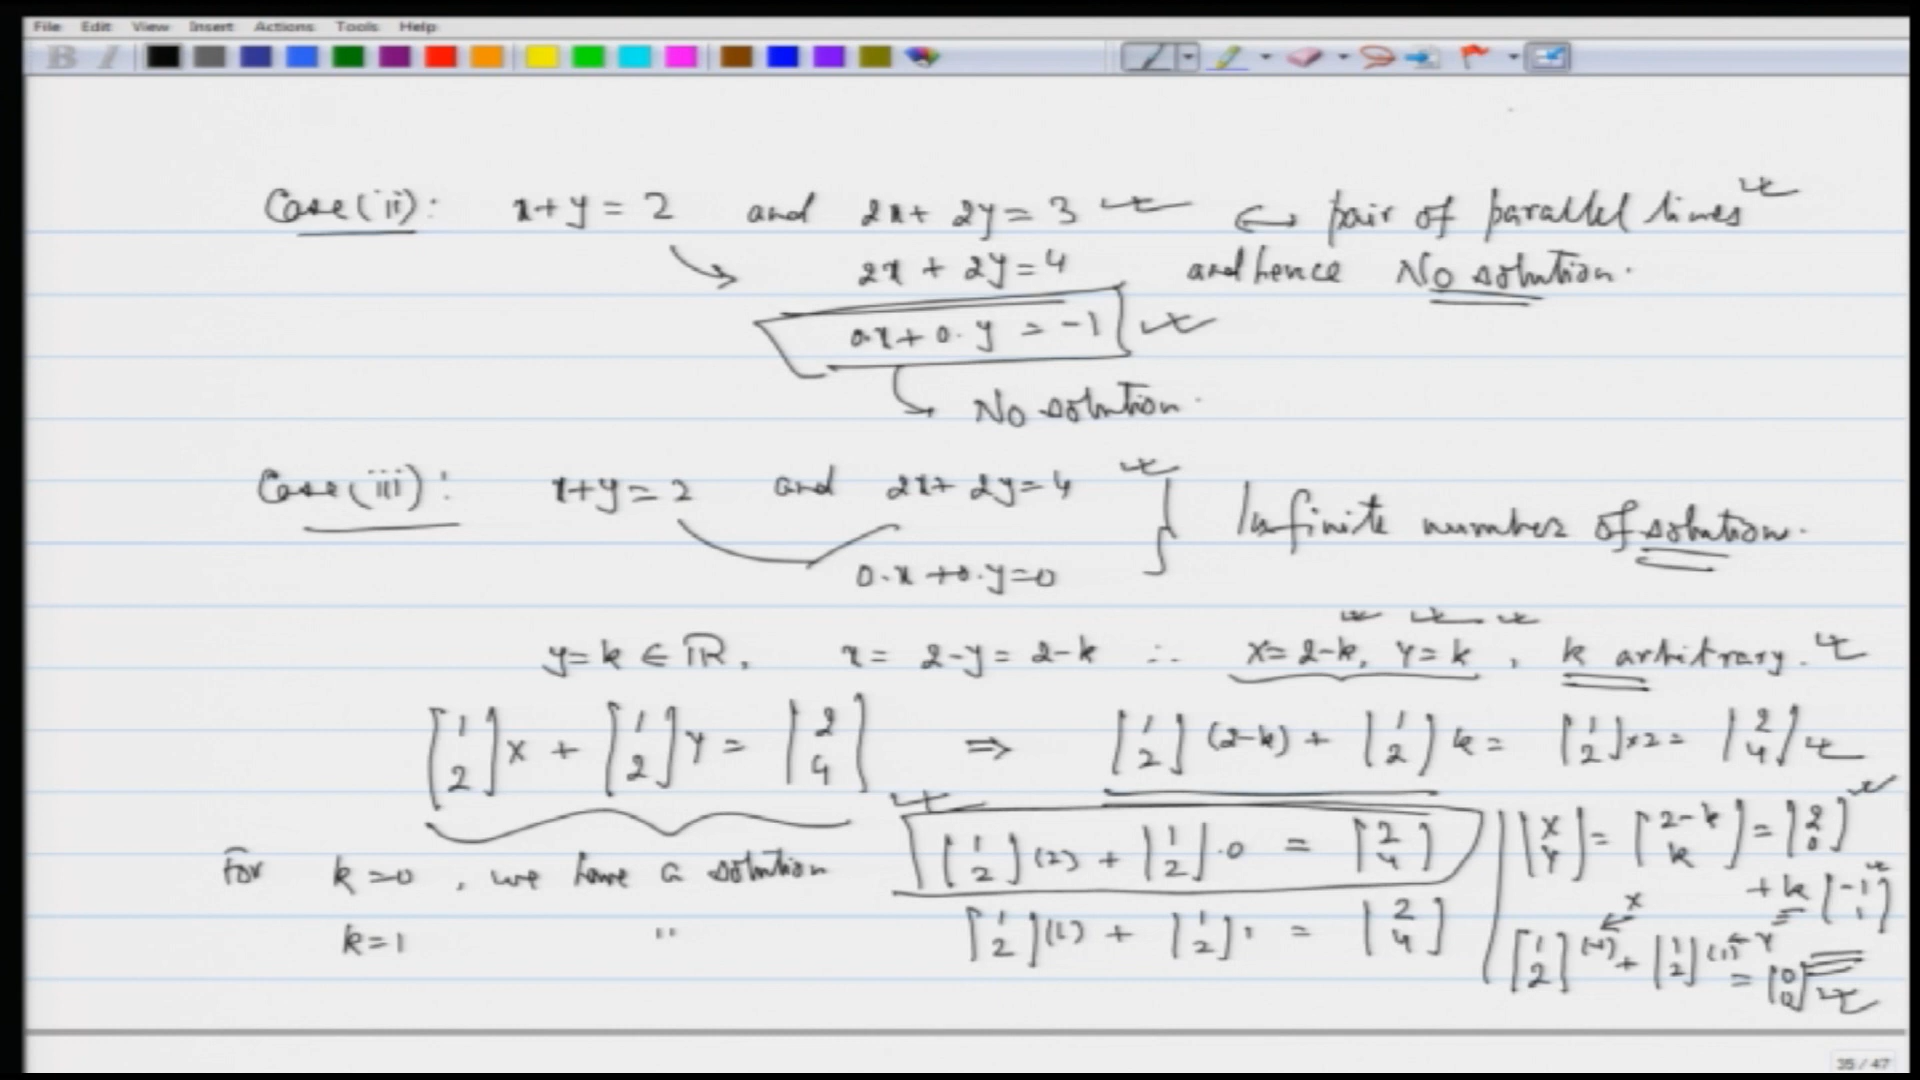 File Edit View Insert Actions Tools Help
B I
Case(ii): x+y=2 and 2x+2y=3 ↩ pair of parallel lines
2x+2y=4 and hence No solution.
0.x+0.y=-1
No solution.
Case(iii): x+y=2 and 2x+2y=4 } Infinite number of solution.
0.x+0.y=0
y=k∈ℝ, x=2-y=2-k ∴ x=2-k, y=k, k arbitrary.
[1 2]x + [1 2]y = [2 4] ⇒ [1 2](2-k) + [1 2]k = [1 2]×2 = [2 4]
For k=0, we have a solution [1 2](2) + [1 2].0 = [2 4]
k=1 " [1 2](1) + [1 2]1 = [2 4]
[x y] = [2-k k] = [2 0]
+k[-1 1]
x
[1 2](-1) + [1 2](1) ← y
= [0 0]
35 / 47